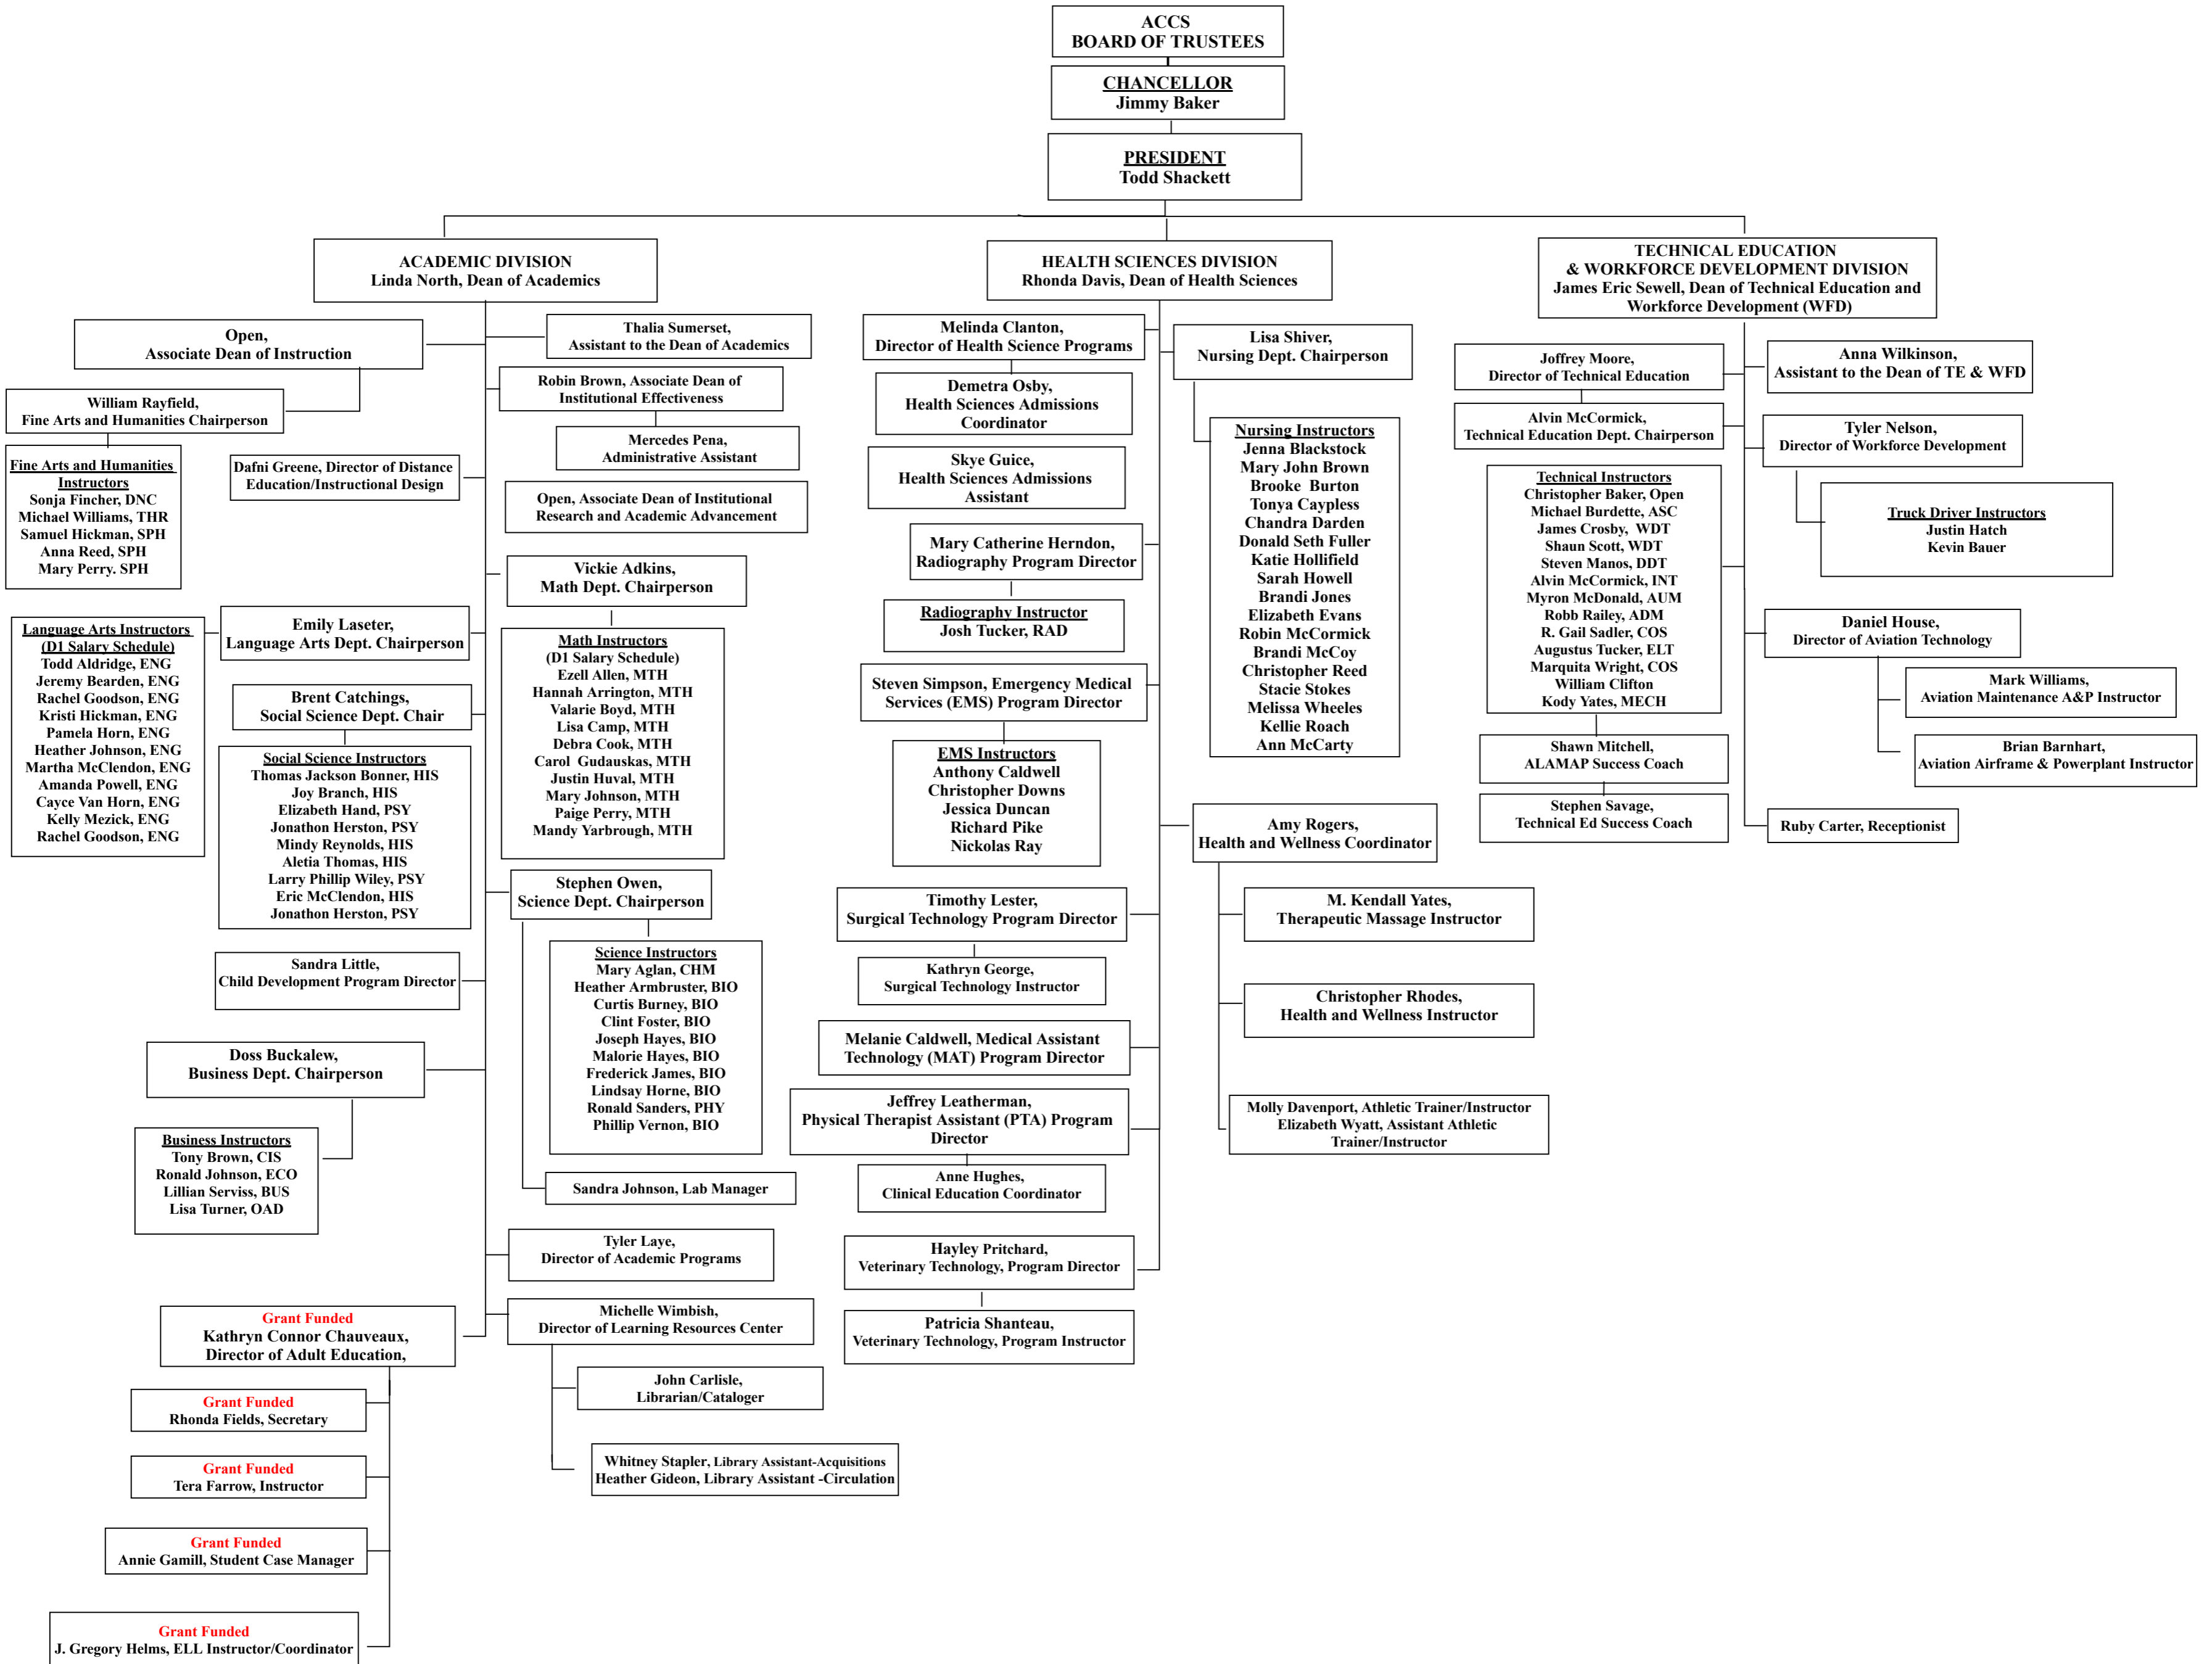 ACCS
BOARD OF TRUSTEES
CHANCELLOR
Jimmy Baker
PRESIDENT
Todd Shackett
ACADEMIC DIVISION
Linda North, Dean of Academics
Open,
Associate Dean of Instruction
Thalia Sumerset,
Assistant to the Dean of Academics
William Rayfield,
Fine Arts and Humanities Chairperson
Robin Brown, Associate Dean of
Institutional Effectiveness
Mercedes Pena,
Administrative Assistant
Fine Arts and Humanities
Instructors
Sonja Fincher, DNC
Michael Williams, THR
Samuel Hickman, SPH
Anna Reed, SPH
Mary Perry. SPH
Dafni Greene, Director of Distance
Education/Instructional Design
Open, Associate Dean of Institutional
Research and Academic Advancement
Vickie Adkins,
Math Dept. Chairperson
Math Instructors
(D1 Salary Schedule)
Ezell Allen, MTH
Hannah Arrington, MTH
Valarie Boyd, MTH
Lisa Camp, MTH
Debra Cook, MTH
Carol  Gudauskas, MTH
Justin Huval, MTH
Mary Johnson, MTH
Paige Perry, MTH
Mandy Yarbrough, MTH
Emily Laseter,
Language Arts Dept. Chairperson
Language Arts Instructors
(D1 Salary Schedule)
Todd Aldridge, ENG
Jeremy Bearden, ENG
Rachel Goodson, ENG
Kristi Hickman, ENG
Pamela Horn, ENG
Heather Johnson, ENG
Martha McClendon, ENG
Amanda Powell, ENG
Cayce Van Horn, ENG
Kelly Mezick, ENG
Rachel Goodson, ENG
Brent Catchings,
Social Science Dept. Chair
Social Science Instructors
Thomas Jackson Bonner, HIS
Joy Branch, HIS
Elizabeth Hand, PSY
Jonathon Herston, PSY
Mindy Reynolds, HIS
Aletia Thomas, HIS
Larry Phillip Wiley, PSY
Eric McClendon, HIS
Jonathon Herston, PSY
Stephen Owen,
Science Dept. Chairperson
Science Instructors
Mary Aglan, CHM
Heather Armbruster, BIO
Curtis Burney, BIO
Clint Foster, BIO
Joseph Hayes, BIO
Malorie Hayes, BIO
Frederick James, BIO
Lindsay Horne, BIO
Ronald Sanders, PHY
Phillip Vernon, BIO
Sandra Johnson, Lab Manager
Sandra Little,
Child Development Program Director
Doss Buckalew,
Business Dept. Chairperson
Business Instructors
Tony Brown, CIS
Ronald Johnson, ECO
Lillian Serviss, BUS
Lisa Turner, OAD
Tyler Laye,
Director of Academic Programs
Michelle Wimbish,
Director of Learning Resources Center
John Carlisle,
Librarian/Cataloger
Whitney Stapler, Library Assistant-Acquisitions
Heather Gideon, Library Assistant -Circulation
Grant Funded
Kathryn Connor Chauveaux,
Director of Adult Education,
Grant Funded
Rhonda Fields, Secretary
Grant Funded
Tera Farrow, Instructor
Grant Funded
Annie Gamill, Student Case Manager
Grant Funded
J. Gregory Helms, ELL Instructor/Coordinator
HEALTH SCIENCES DIVISION
Rhonda Davis, Dean of Health Sciences
Melinda Clanton,
Director of Health Science Programs
Demetra Osby,
Health Sciences Admissions
Coordinator
Skye Guice,
Health Sciences Admissions
Assistant
Mary Catherine Herndon,
Radiography Program Director
Radiography Instructor
Josh Tucker, RAD
Steven Simpson, Emergency Medical
Services (EMS) Program Director
EMS Instructors
Anthony Caldwell
Christopher Downs
Jessica Duncan
Richard Pike
Nickolas Ray
Timothy Lester,
Surgical Technology Program Director
Kathryn George,
Surgical Technology Instructor
Melanie Caldwell, Medical Assistant
Technology (MAT) Program Director
Jeffrey Leatherman,
Physical Therapist Assistant (PTA) Program
Director
Anne Hughes,
Clinical Education Coordinator
Hayley Pritchard,
Veterinary Technology, Program Director
Patricia Shanteau,
Veterinary Technology, Program Instructor
Lisa Shiver,
Nursing Dept. Chairperson
Nursing Instructors
Jenna Blackstock
Mary John Brown
Brooke  Burton
Tonya Caypless
Chandra Darden
Donald Seth Fuller
Katie Hollifield
Sarah Howell
Brandi Jones
Elizabeth Evans
Robin McCormick
Brandi McCoy
Christopher Reed
Stacie Stokes
Melissa Wheeles
Kellie Roach
Ann McCarty
Amy Rogers,
Health and Wellness Coordinator
M. Kendall Yates,
Therapeutic Massage Instructor
Christopher Rhodes,
Health and Wellness Instructor
Molly Davenport, Athletic Trainer/Instructor
Elizabeth Wyatt, Assistant Athletic
Trainer/Instructor
TECHNICAL EDUCATION
& WORKFORCE DEVELOPMENT DIVISION
James Eric Sewell, Dean of Technical Education and
Workforce Development (WFD)
Joffrey Moore,
Director of Technical Education
Alvin McCormick,
Technical Education Dept. Chairperson
Technical Instructors
Christopher Baker, Open
Michael Burdette, ASC
James Crosby,  WDT
Shaun Scott, WDT
Steven Manos, DDT
Alvin McCormick, INT
Myron McDonald, AUM
Robb Railey, ADM
R. Gail Sadler, COS
Augustus Tucker, ELT
Marquita Wright, COS
William Clifton
Kody Yates, MECH
Shawn Mitchell,
ALAMAP Success Coach
Stephen Savage,
Technical Ed Success Coach
Anna Wilkinson,
Assistant to the Dean of TE & WFD
Tyler Nelson,
Director of Workforce Development
Truck Driver Instructors
Justin Hatch
Kevin Bauer
Daniel House,
Director of Aviation Technology
Mark Williams,
Aviation Maintenance A&P Instructor
Brian Barnhart,
Aviation Airframe & Powerplant Instructor
Ruby Carter, Receptionist